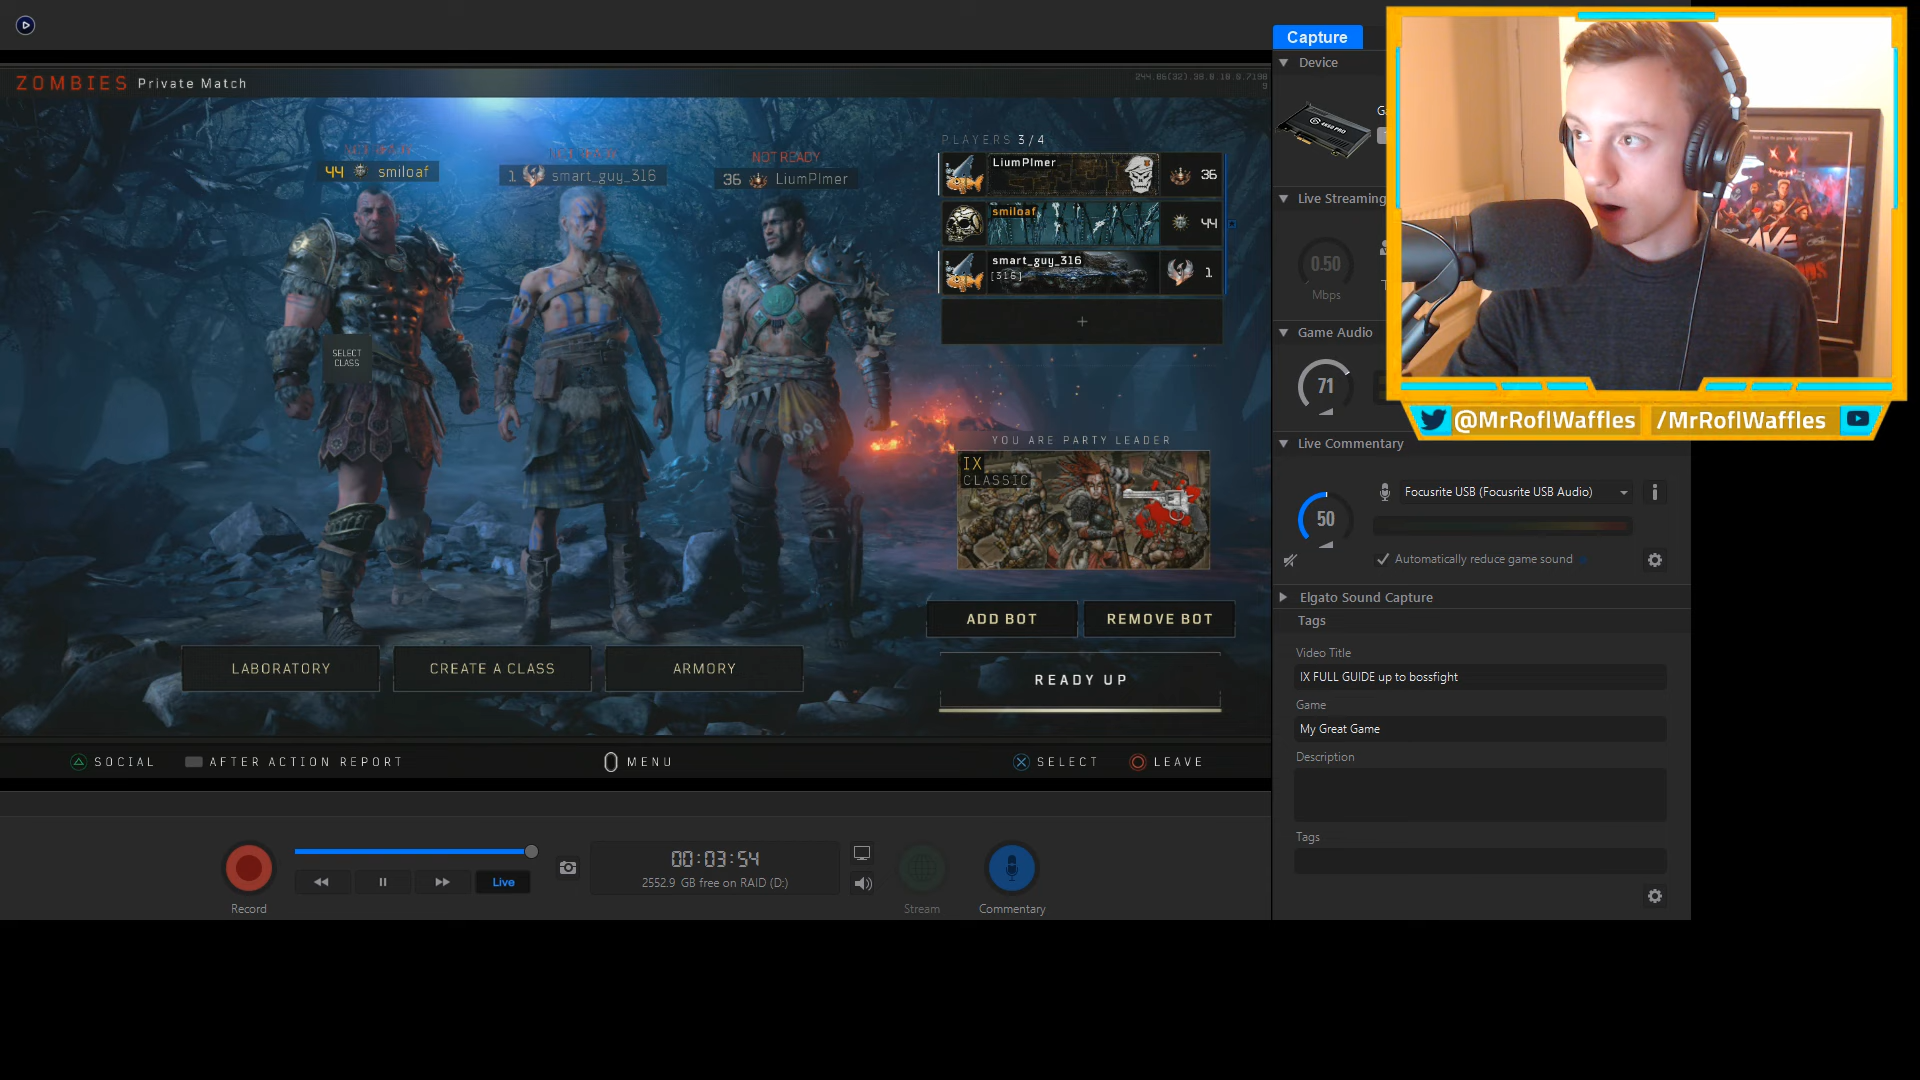 ZOMBIES Private Match
NOT READY
44 smiloaf
1 smart_guy_316
NOT READY
36 LiumPlmer
SELECT
CLASS
PLAYERS 3/4
LiumPlmer
36
smiloaf
44
smart_guy_316
[316]
1
+
YOU ARE PARTY LEADER
IX
CLASSIC
ADD BOT
REMOVE BOT
READY UP
LABORATORY
CREATE A CLASS
ARMORY
SOCIAL
AFTER ACTION REPORT
MENU
SELECT
LEAVE
Record
Live
00:03:54
2552.9 GB free on RAID (D:)
Stream
Commentary
Capture
Device
4K60 PRO
Live Streaming
0.50
Mbps
Game Audio
71
Live Commentary
50
Focusrite USB (Focusrite USB Audio)
Automatically reduce game sound
Elgato Sound Capture
Tags
Video Title
IX FULL GUIDE up to bossfight
Game
My Great Game
Description
Tags
@MrRoflWaffles
/MrRoflWaffles